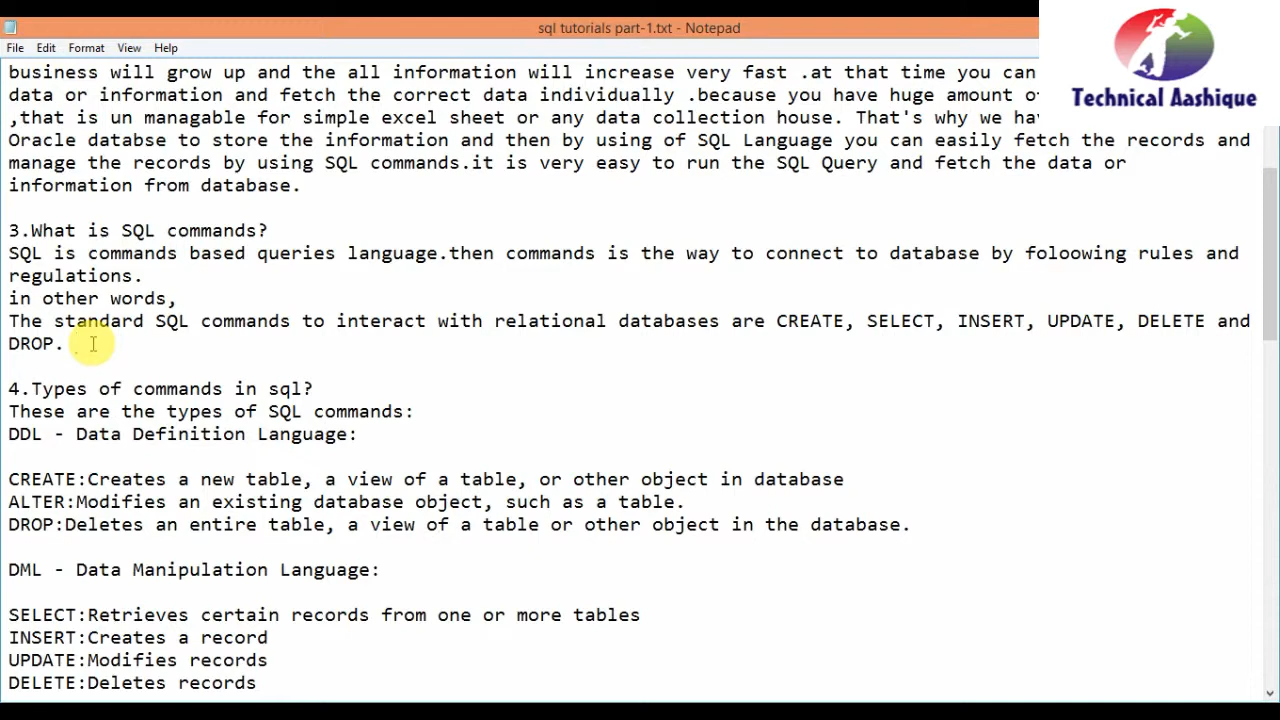 sql tutorials part-1.txt - Notepad
File Edit Format View Help
Technical Aashique
business will grow up and the all information will increase very fast .at that time you can
data or information and fetch the correct data individually .because you have huge amount
,that is un managable for simple excel sheet or any data collection house. That's why we
Oracle databse to store the information and then by using of SQL Language you can easily fetch the records and
manage the records by using SQL commands.it is very easy to run the SQL Query and fetch the data or
information from database.
3.What is SQL commands?
SQL is commands based queries language.then commands is the way to connect to database by foloowing rules and
regulations.
in other words,
The standard SQL commands to interact with relational databases are CREATE, SELECT, INSERT, UPDATE, DELETE and
DROP.
4.Types of commands in sql?
These are the types of SQL commands:
DDL - Data Definition Language:
CREATE:Creates a new table, a view of a table, or other object in database
ALTER:Modifies an existing database object, such as a table.
DROP:Deletes an entire table, a view of a table or other object in the database.
DML - Data Manipulation Language:
SELECT:Retrieves certain records from one or more tables
INSERT:Creates a record
UPDATE:Modifies records
DELETE:Deletes records